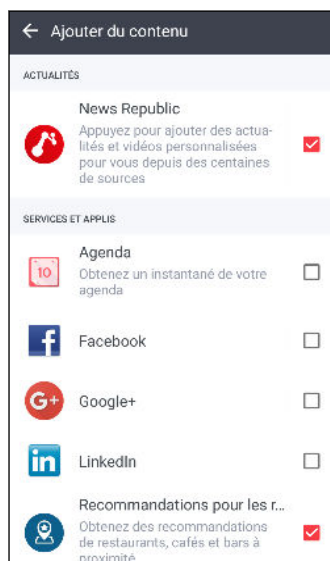 Ajouter du contenu
ACTUALITÉS
News Republic
Appuyez pour ajouter des actua-
lités et vidéos personnalisées
pour vous depuis des centaines
de sources
SERVICES ET APPLIS
Agenda
10
Obtenez un instantané de votre
agenda
f
Facebook
G+
Google+
in
LinkedIn
Recommandations pour les r...
Obtenez des recommandations
de restaurants, cafés et bars à
proximité